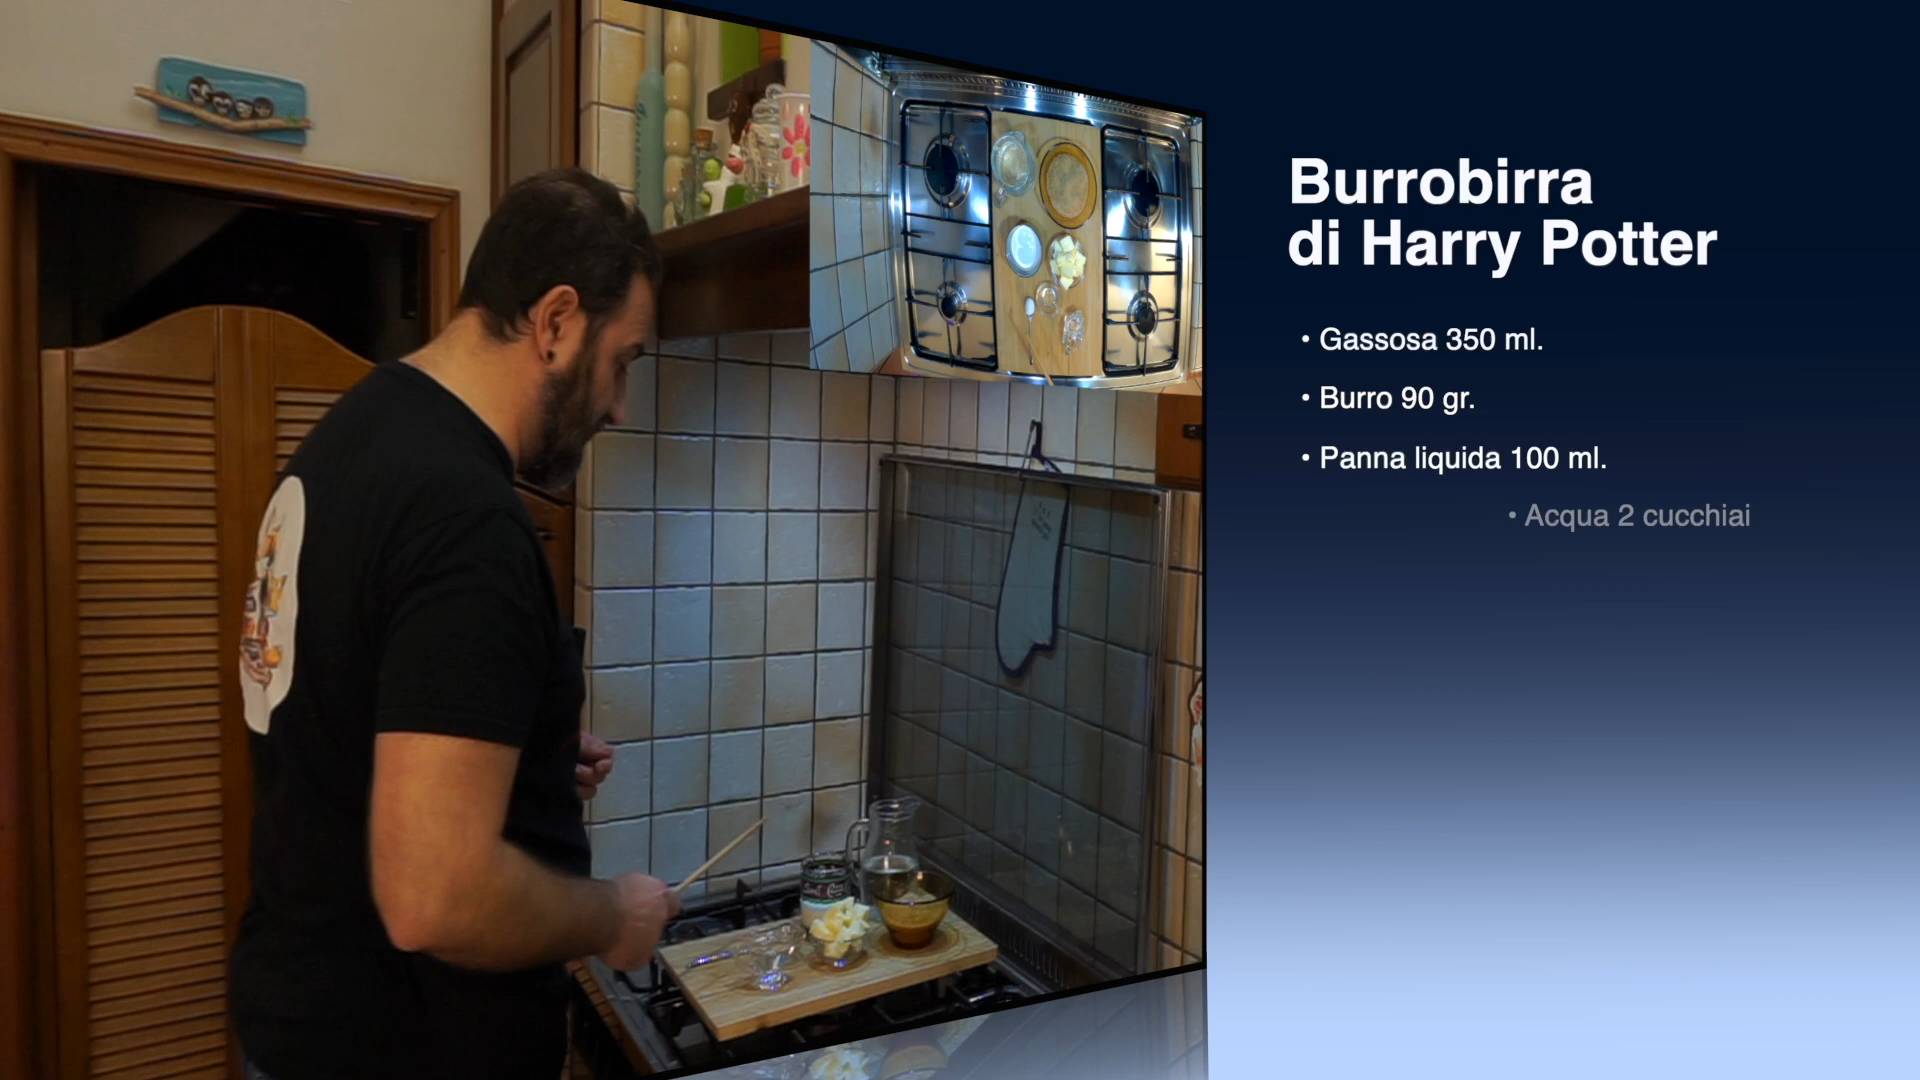 Burrobirra
di Harry Potter
• Gassosa 350 ml.
• Burro 90 gr.
• Panna liquida 100 ml.
• Acqua 2 cucchiai